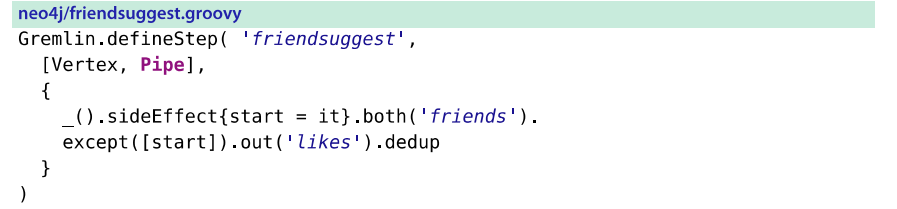 neo4j/friendsuggest.groovy
Gremlin.defineStep( 'friendsuggest',
  [Vertex, Pipe],
  {
    _().sideEffect{start = it}.both('friends').
    except([start]).out('likes').dedup
  }
)